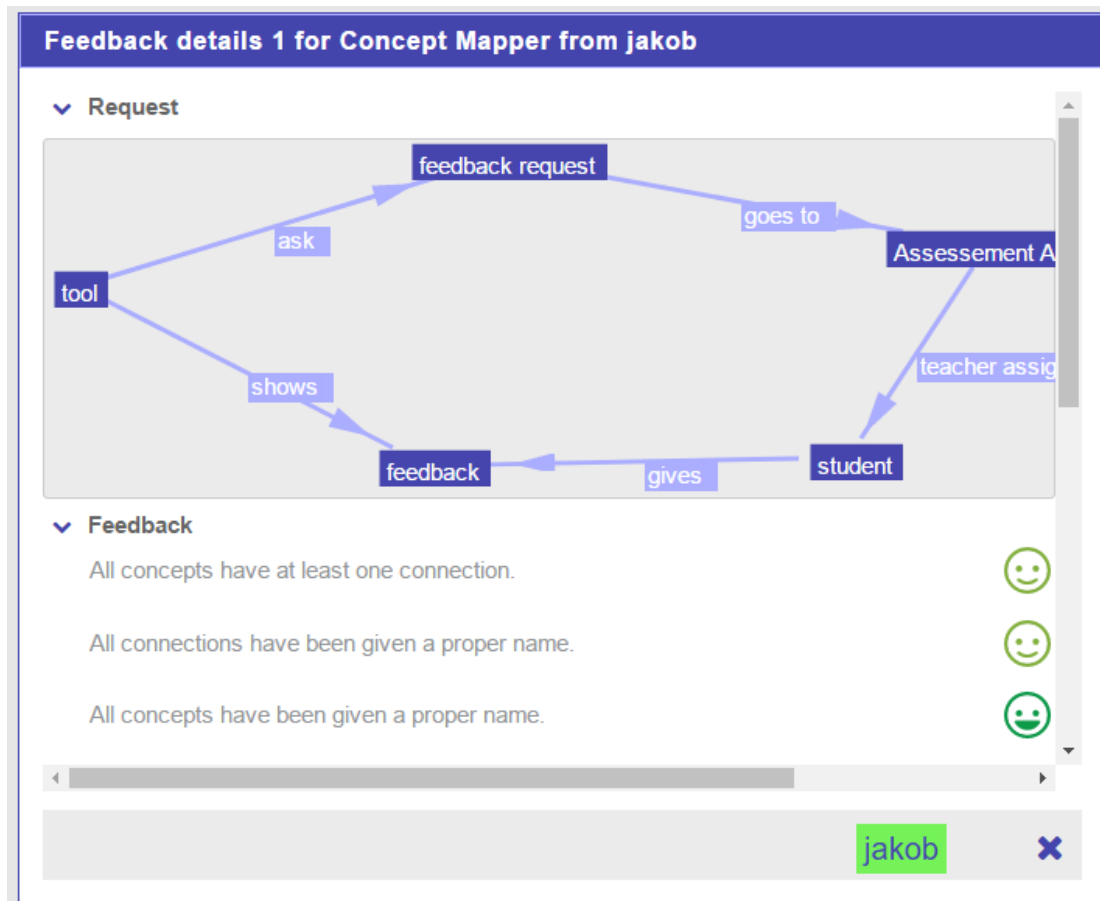 Feedback details 1 for Concept Mapper from jakob
Request
feedback request
goes to
ask
Assessement A
tool
teacher assig
shows
feedback
gives
student
Feedback
All concepts have at least one connection.
All connections have been given a proper name.
All concepts have been given a proper name.
jakob